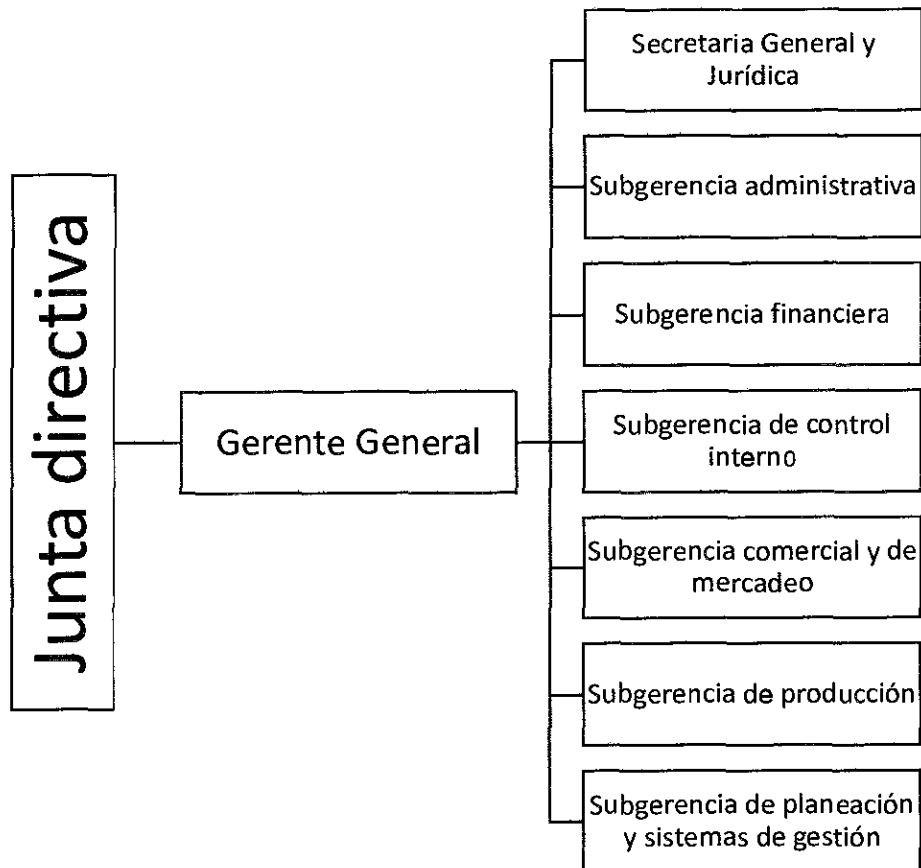 Junta directiva
Gerente General
Secretaria General y
Jurídica
Subgerencia administrativa
Subgerencia financiera
Subgerencia de control
interno
Subgerencia comercial y de
mercadeo
Subgerencia de producción
Subgerencia de planeación
y sistemas de gestión